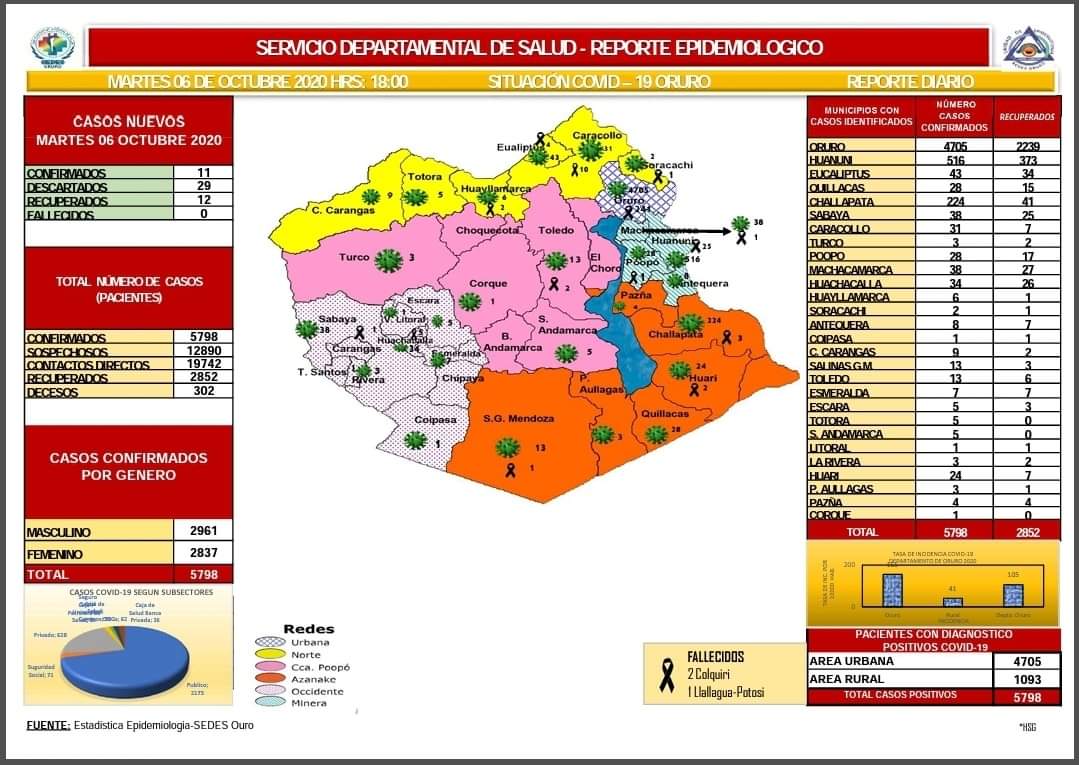 SERVICIO DEPARTAMENTAL DE SALUD - REPORTE EPIDEMIOLOGICO
MARTES 06 DE OCTUBRE 2020 HRS: 18:00 SITUACIÓN COVID – 19 ORURO REPORTE DIARIO
CASOS NUEVOS
MARTES 06 OCTUBRE 2020
CONFIRMADOS 11
DESCARTADOS 29
RECUPERADOS 12
FALLECIDOS 0
TOTAL NÚMERO DE CASOS
(PACIENTES)
CONFIRMADOS 5798
SOSPECHOSOS 12890
CONTACTOS DIRECTOS 19742
RECUPERADOS 2852
DECESOS 302
CASOS CONFIRMADOS
POR GENERO
MASCULINO 2961
FEMENINO 2837
TOTAL 5798
CASOS COVID-19 SEGUN SUBSECTORES
Caja de
Salud Banca
Privada; 36
Privado; 628
Suguridad
Social; 71
Publico;
2175
Caracollo
31
10
Eualiptus
43
Soracachi
2
1
Totora
5
Huayllamarca
6
2
C. Carangas
9
Oruro
4705
244
Choquecota
Toledo
13
2
Machacamarca
38
1
Huanuni
25
516
Turco
3
El
Choro
Poopó
28
1
Antequera
8
Corque
1
Pazña
4
Escara
5
Sabaya
38
1
V. Litoral
1
Huachacalla
34
Carangas
S.
Andamarca
5
B.
Andamarca
Challapata
224
3
Esmeralda
7
T. Santos
Rivera
3
Chipaya
Huari
24
2
P.
Aullagas
3
Coipasa
1
S.G. Mendoza
13
1
Quillacas
28
Redes
Urbana
Norte
Cca. Poopó
Azanake
Occidente
Minera
FALLECIDOS
2 Colquiri
1 Llallagua-Potosi
MUNICIPIOS CON CASOS IDENTIFICADOS NÚMERO CASOS CONFIRMADOS RECUPERADOS
ORURO 4705 2239
HUANUNI 516 373
EUCALIPTUS 43 34
QUILLACAS 28 15
CHALLAPATA 224 41
SABAYA 38 25
CARACOLLO 31 7
TURCO 3 2
POOPO 28 17
MACHACAMARCA 38 27
HUACHACALLA 34 26
HUAYLLAMARCA 6 1
SORACACHI 2 1
ANTEQUERA 8 7
COIPASA 1 1
C. CARANGAS 9 2
SALINAS G.M. 13 3
TOLEDO 13 6
ESMERALDA 7 7
ESCARA 5 3
TOTORA 5 0
S. ANDAMARCA 5 0
LITORAL 1 1
LA RIVERA 3 2
HUARI 24 7
P. AULLAGAS 3 1
PAZÑA 4 4
CORQUE 1 0
TOTAL 5798 2852
TASA DE INCIDENCIA COVID-19
DEPARTAMENTO DE ORURO 2020
TASA DE INC. POR
10000 HAB.
200
0
41
105
Oruro Rural Depto. Oruro
INCIDENCIA
PACIENTES CON DIAGNOSTICO
POSITIVOS COVID-19
AREA URBANA 4705
AREA RURAL 1093
TOTAL CASOS POSITIVOS 5798
FUENTE: Estadistica Epidemiologia-SEDES Ouro
*HSG